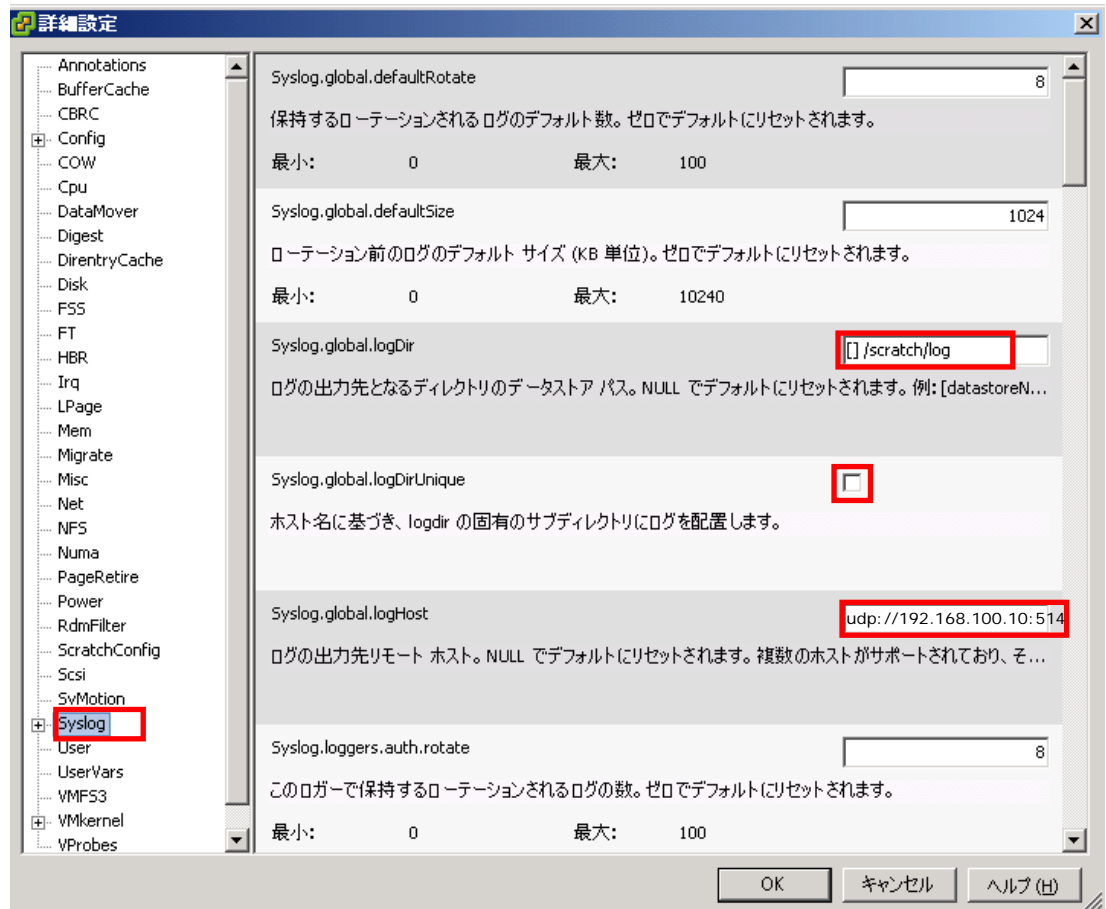 詳細設定
Annotations
BufferCache
CBRC
Config
COW
Cpu
DataMover
Digest
DirentryCache
Disk
FSS
FT
HBR
Irq
LPage
Mem
Migrate
Misc
Net
NFS
Numa
PageRetire
Power
RdmFilter
ScratchConfig
Scsi
SvMotion
Syslog
User
UserVars
VMFS3
VMkernel
VProbes
Syslog.global.defaultRotate
8
保持するローテーションされるログのデフォルト数。ゼロでデフォルトにリセットされます。
最小: 0 最大: 100
Syslog.global.defaultSize
1024
ローテーション前のログのデフォルト サイズ (KB 単位)。ゼロでデフォルトにリセットされます。
最小: 0 最大: 10240
Syslog.global.logDir
[] /scratch/log
ログの出力先となるディレクトリのデータストア パス。NULL でデフォルトにリセットされます。例: [datastoreN...
Syslog.global.logDirUnique
ホスト名に基づき、logdir の固有のサブディレクトリにログを配置します。
Syslog.global.logHost
udp://192.168.100.10:514
ログの出力先リモート ホスト。NULL でデフォルトにリセットされます。複数のホストがサポートされており、そ...
Syslog.loggers.auth.rotate
8
このロガーで保持するローテーションされるログの数。ゼロでデフォルトにリセットされます。
最小: 0 最大: 100
OK
キャンセル
ヘルプ (H)